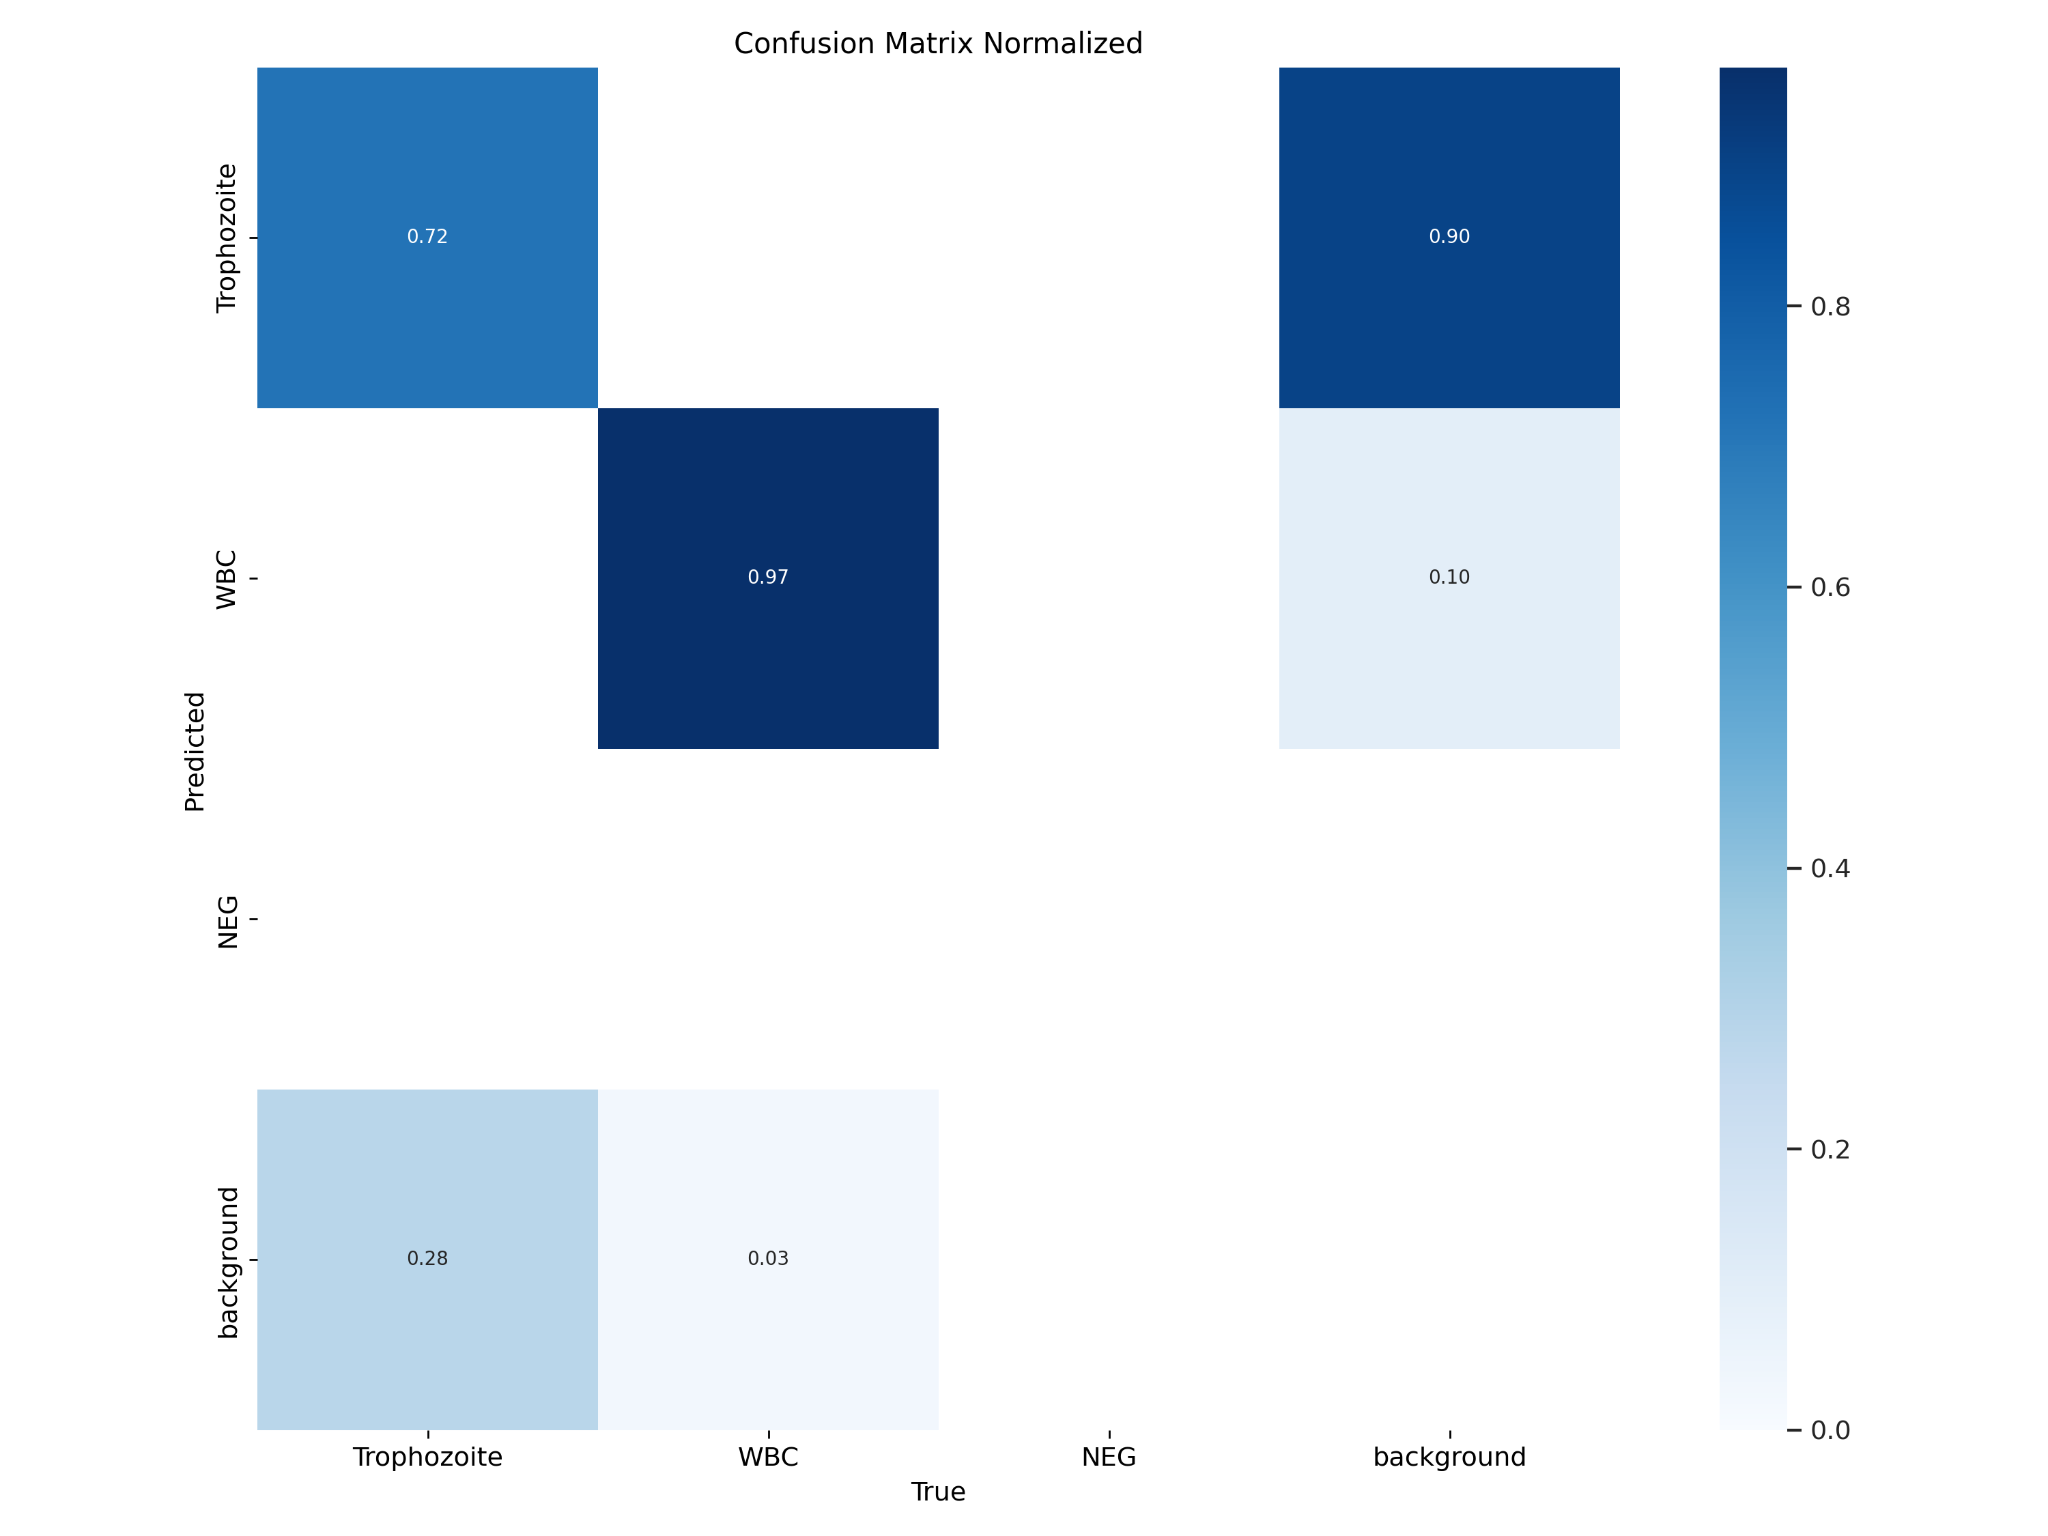 Confusion Matrix Normalized
Trophozoite
0.72
0.90
0.8
WBC
0.97
0.10
0.6
Predicted
0.4
NEG
0.2
background
0.28
0.03
0.0
Trophozoite
WBC
NEG
background
True